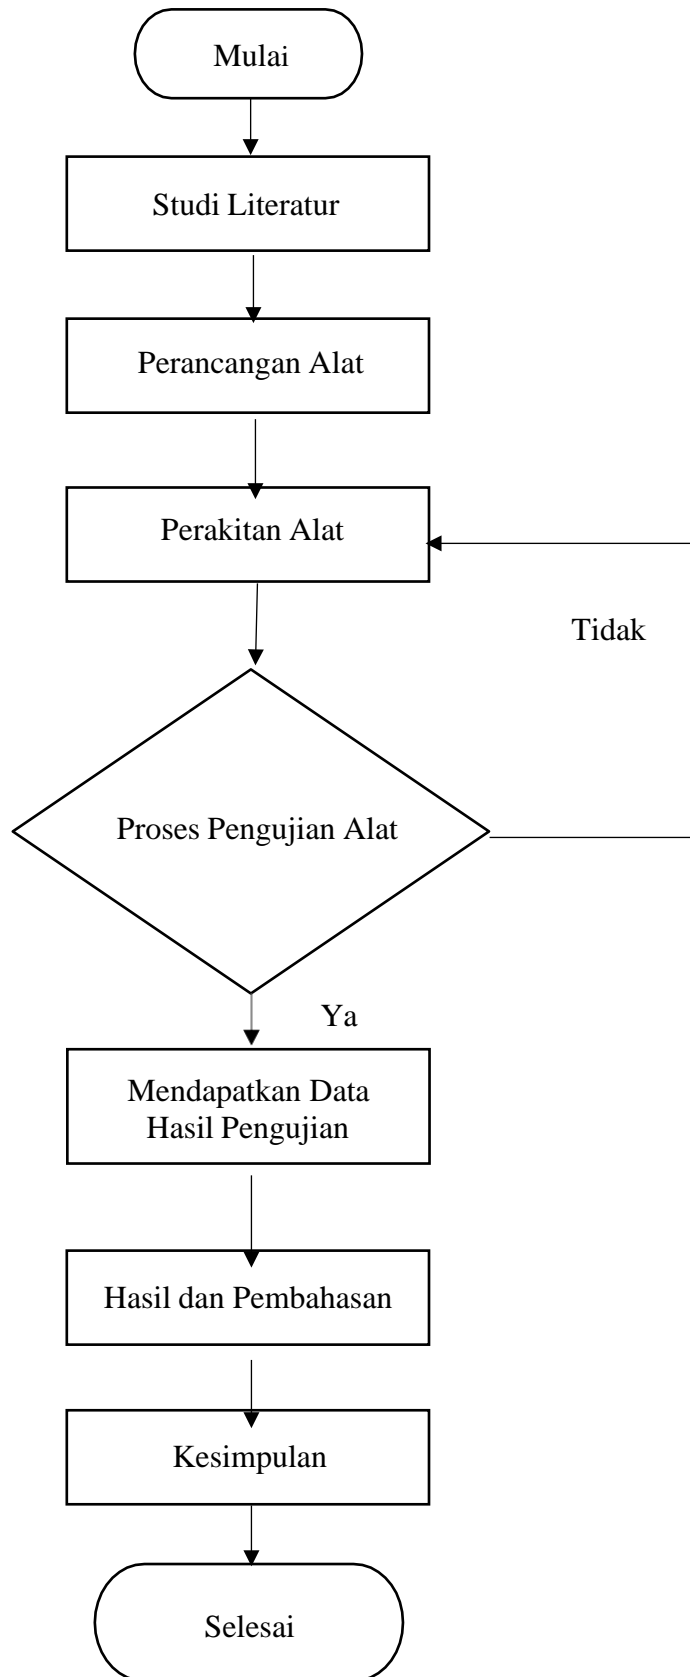 Mulai
Studi Literatur
Perancangan Alat
Perakitan Alat
Tidak
Proses Pengujian Alat
Ya
Mendapatkan Data
Hasil Pengujian
Hasil dan Pembahasan
Kesimpulan
Selesai